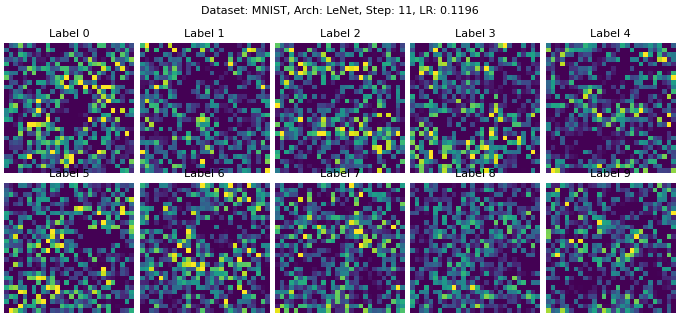 Dataset: MNIST, Arch: LeNet, Step: 11, LR: 0.1196
Label 0 Label 1 Label 2 Label 3 Label 4
Label 5 Label 6 Label 7 Label 8 Label 9